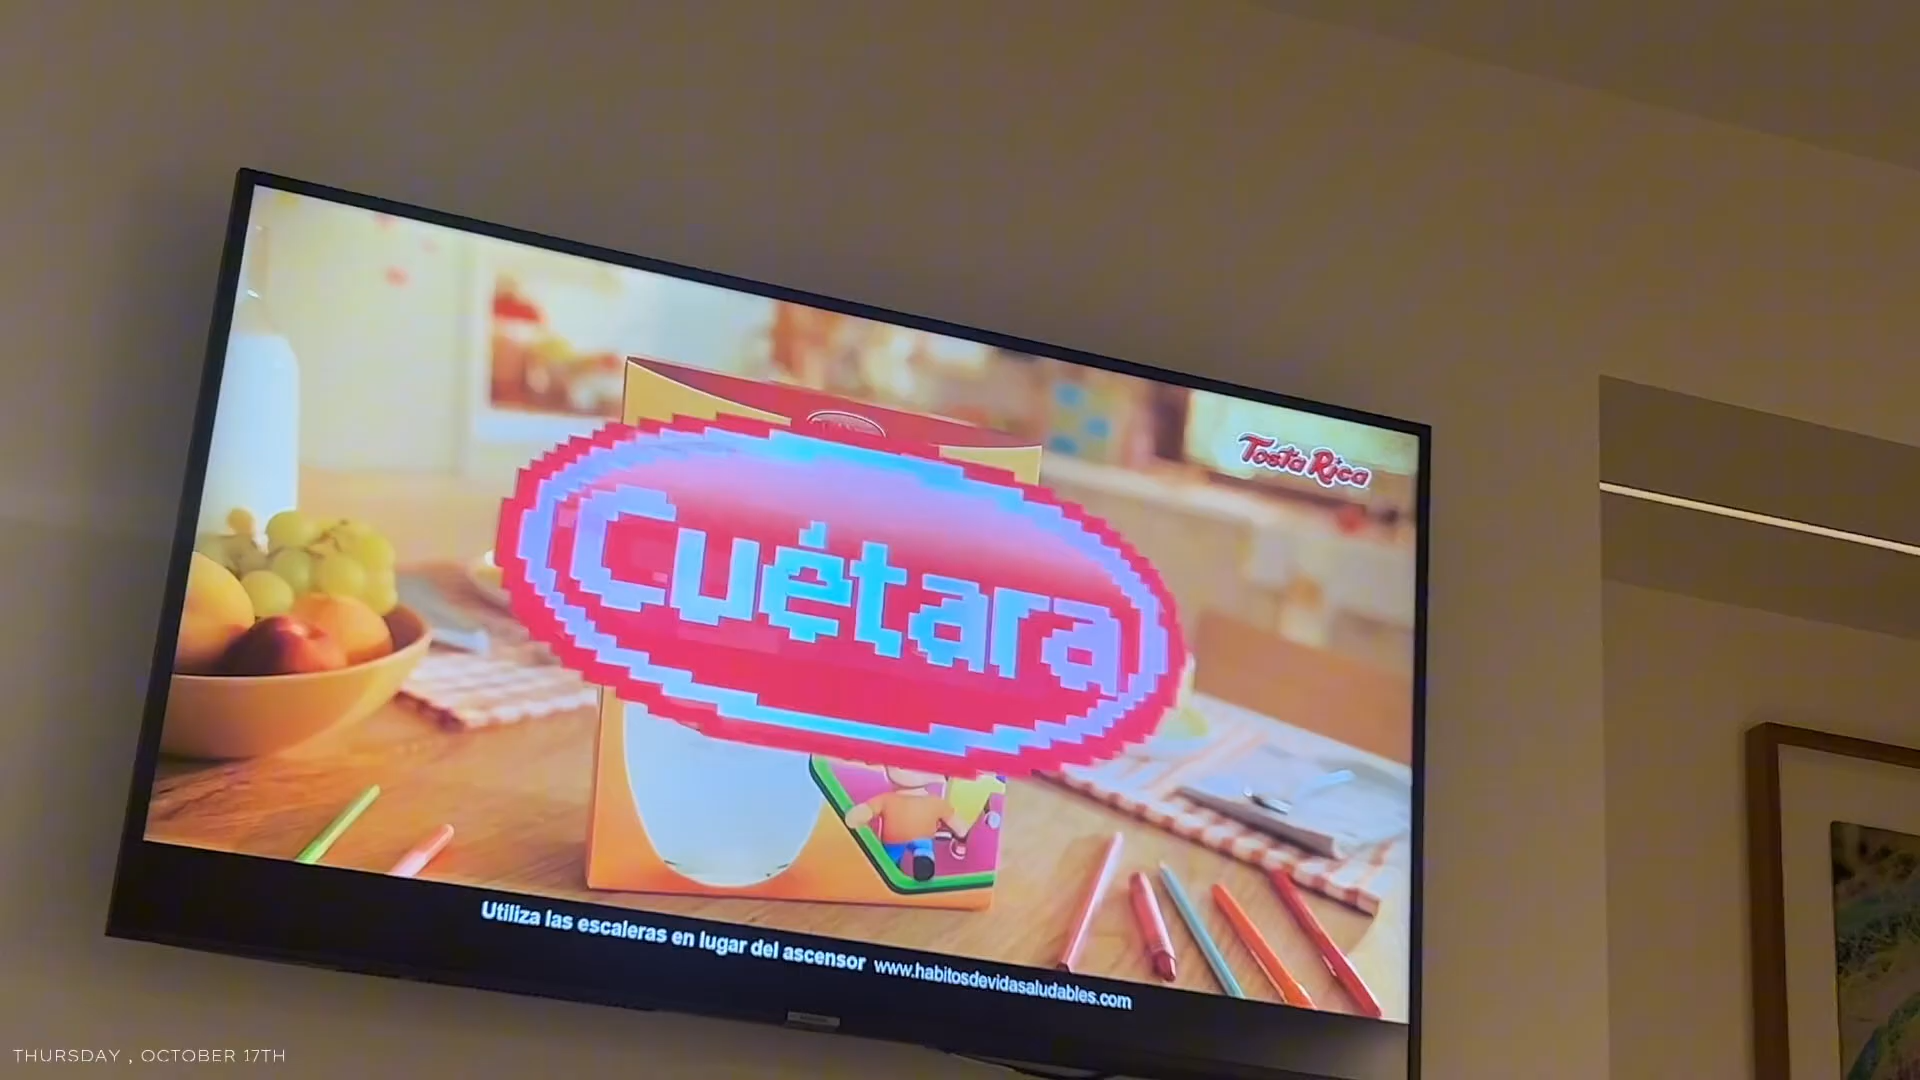 Tosta Rica
Cuétara
Utiliza las escaleras en lugar del ascensor www.habitosdevidasaludables.com
THURSDAY , OCTOBER 17TH